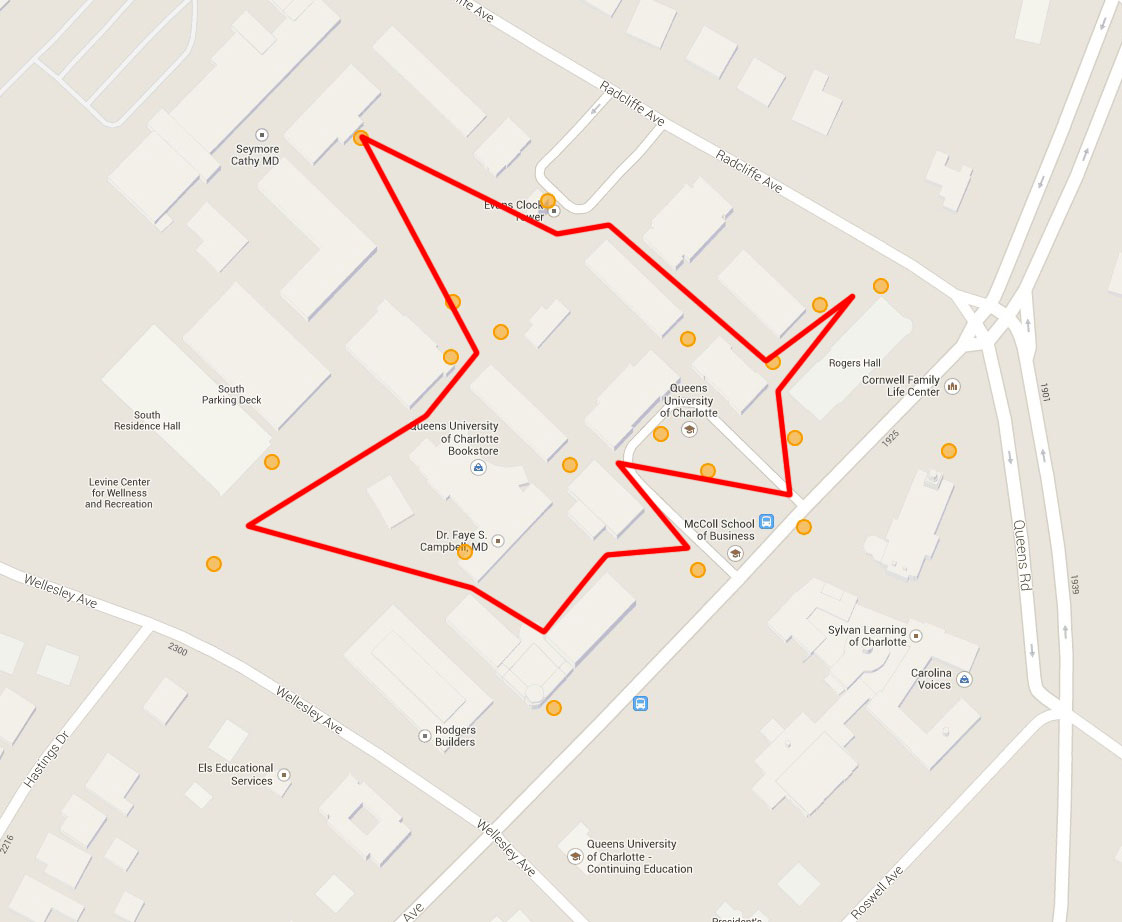 cliffe Ave
Radcliffe Ave
Radcliffe Ave
Seymore
Cathy MD
Evans Clock
Tower
Rogers Hall
Cornwell Family
Life Center
Queens
University
of Charlotte
1901
1925
South
Parking Deck
South
Residence Hall
Queens University
of Charlotte
Bookstore
Levine Center
for Wellness
and Recreation
Dr. Faye S.
Campbell, MD
McColl School
of Business
Queens Rd
1939
Wellesley Ave
2300
Sylvan Learning
of Charlotte
Carolina
Voices
Wellesley Ave
Rodgers
Builders
Hastings Dr
Els Educational
Services
2216
Wellesley Ave
Queens University
of Charlotte -
Continuing Education
Roswell Ave
Ave
President's